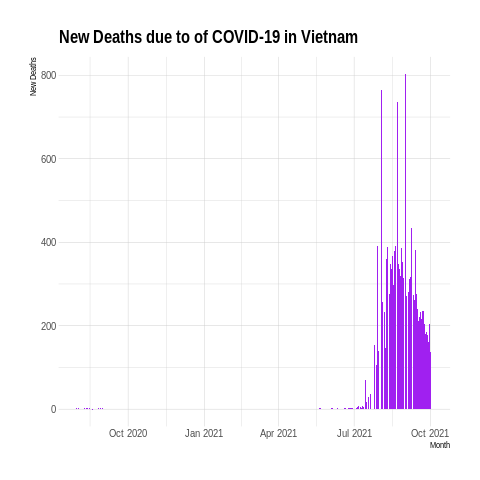 New Deaths due to of COVID-19 in Vietnam
New Deaths
800
600
400
200
0
Oct 2020 Jan 2021 Apr 2021 Jul 2021 Oct 2021
Month